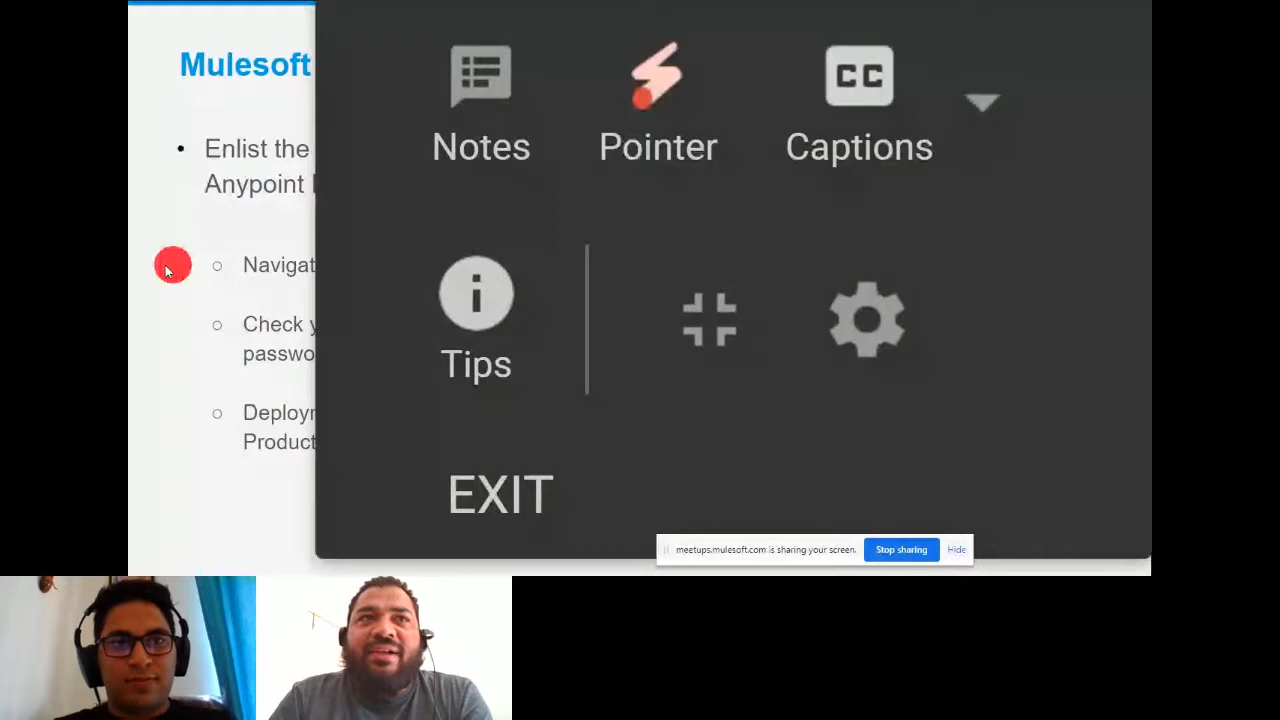 Mulesoft
Enlist the
Anypoint
Navigat
Check
passwo
Deploy
Product
Notes
Pointer
CC
Captions
i
Tips
EXIT
meetups.mulesoft.com is sharing your screen.
Stop sharing
Hide